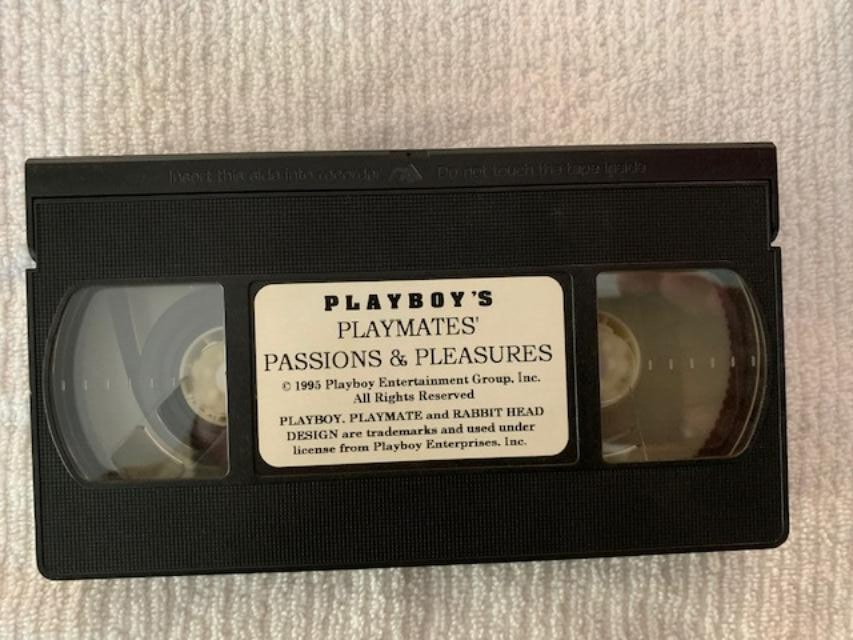 Insert this side into recorder Do not touch the tape inside
PLAYBOY'S
PLAYMATES'
PASSIONS & PLEASURES
© 1995 Playboy Entertainment Group, Inc.
All Rights Reserved
PLAYBOY, PLAYMATE and RABBIT HEAD
DESIGN are trademarks and used under
license from Playboy Enterprises, Inc.